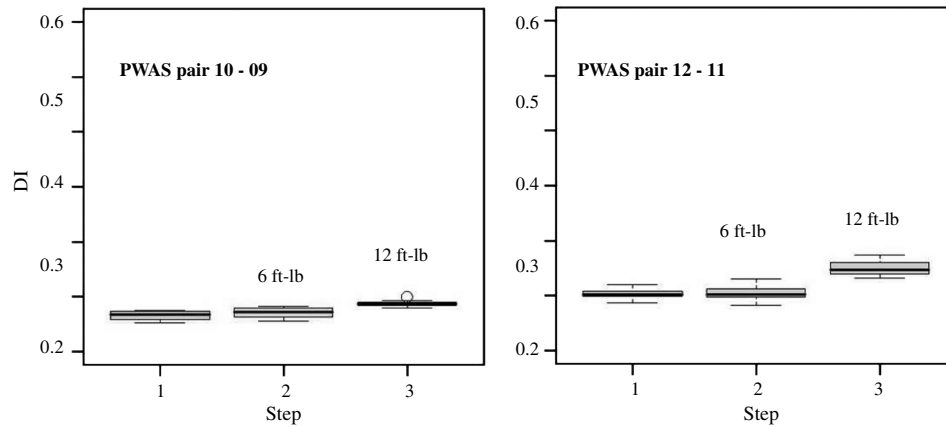 0.6
PWAS pair 10 - 09
0.5
0.4
DI
12 ft-lb
0.3
6 ft-lb
0.2
1 2 3
Step
0.6
PWAS pair 12 - 11
0.5
0.4
12 ft-lb
6 ft-lb
0.3
0.2
1 2 3
Step